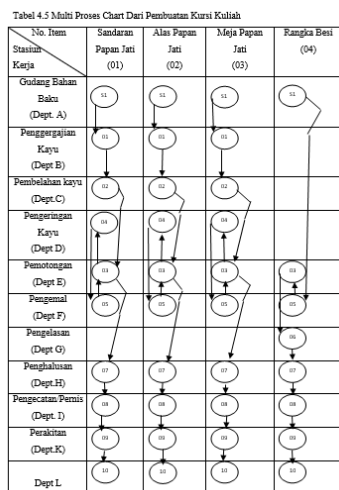 Tabel 4.5 Multi Proses Chart Dari Pembuatan Kursi Kuliah
No. Item
Stasiun
Kerja
Sandaran
Papan Jati
(01)
Alas Papan
Jati
(02)
Meja Papan
Jati
(03)
Rangka Besi
(04)
Gudang Bahan
Baku
(Dept. A)
S1 S1 S1 S1
Penggergajian
Kayu
(Dept B)
01 01 01
Pembelahan kayu
(Dept.C)
02 02 02
Pengeringan
Kayu
(Dept D)
04 04 04
Pemotongan
(Dept E)
03 03 03 03
Pengemal
(Dept F)
05 05 05 05
Pengelasan
(Dept G)
06
Penghalusan
(Dept.H)
07 07 07 07
Pengecatan/Pernis
(Dept. I)
08 08 08 08
Perakitan
(Dept.K)
09 09 09 09
Dept L
10 10 10 10